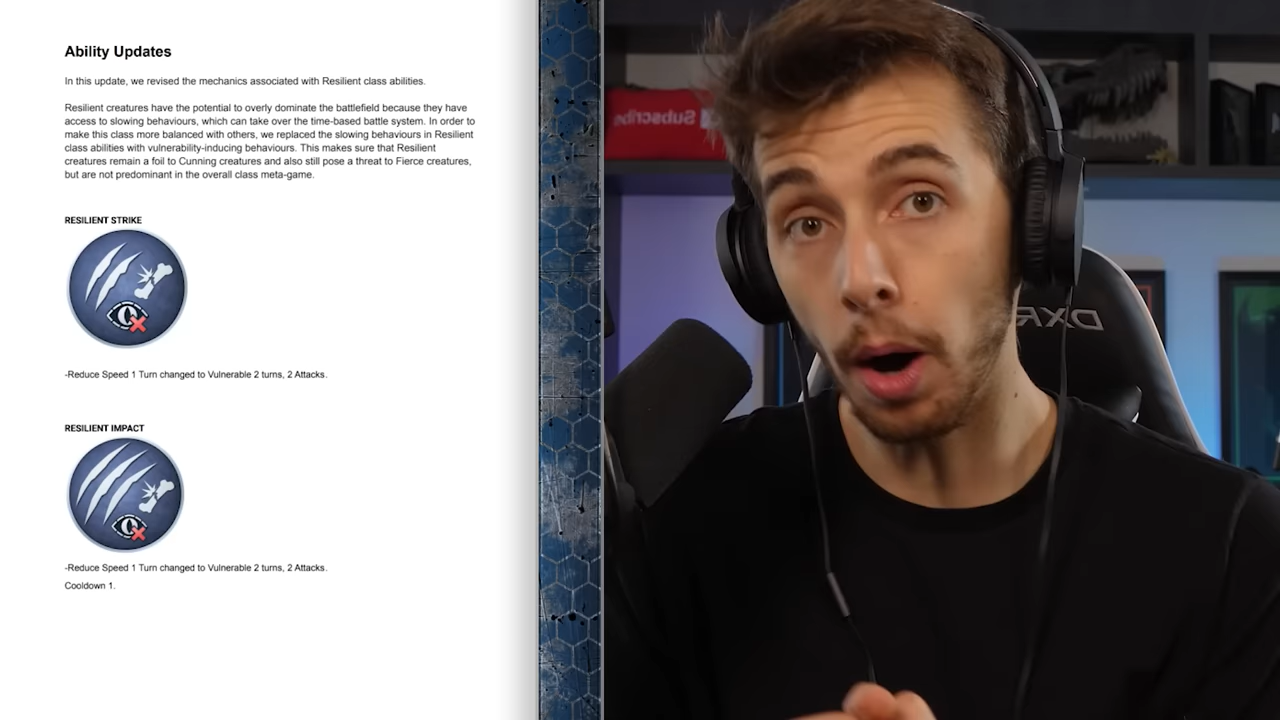 Ability Updates
In this update, we revised the mechanics associated with Resilient class abilities.
Resilient creatures have the potential to overly dominate the battlefield because they have
access to slowing behaviours, which can take over the time-based battle system. In order to
make this class more balanced with others, we replaced the slowing behaviours in Resilient
class abilities with vulnerability-inducing behaviours. This makes sure that Resilient
creatures remain a foil to Cunning creatures and also still pose a threat to Fierce creatures,
but are not predominant in the overall class meta-game.
RESILIENT STRIKE
-Reduce Speed 1 Turn changed to Vulnerable 2 turns, 2 Attacks.
RESILIENT IMPACT
-Reduce Speed 1 Turn changed to Vulnerable 2 turns, 2 Attacks.
Cooldown 1.
Subscribe
DXR